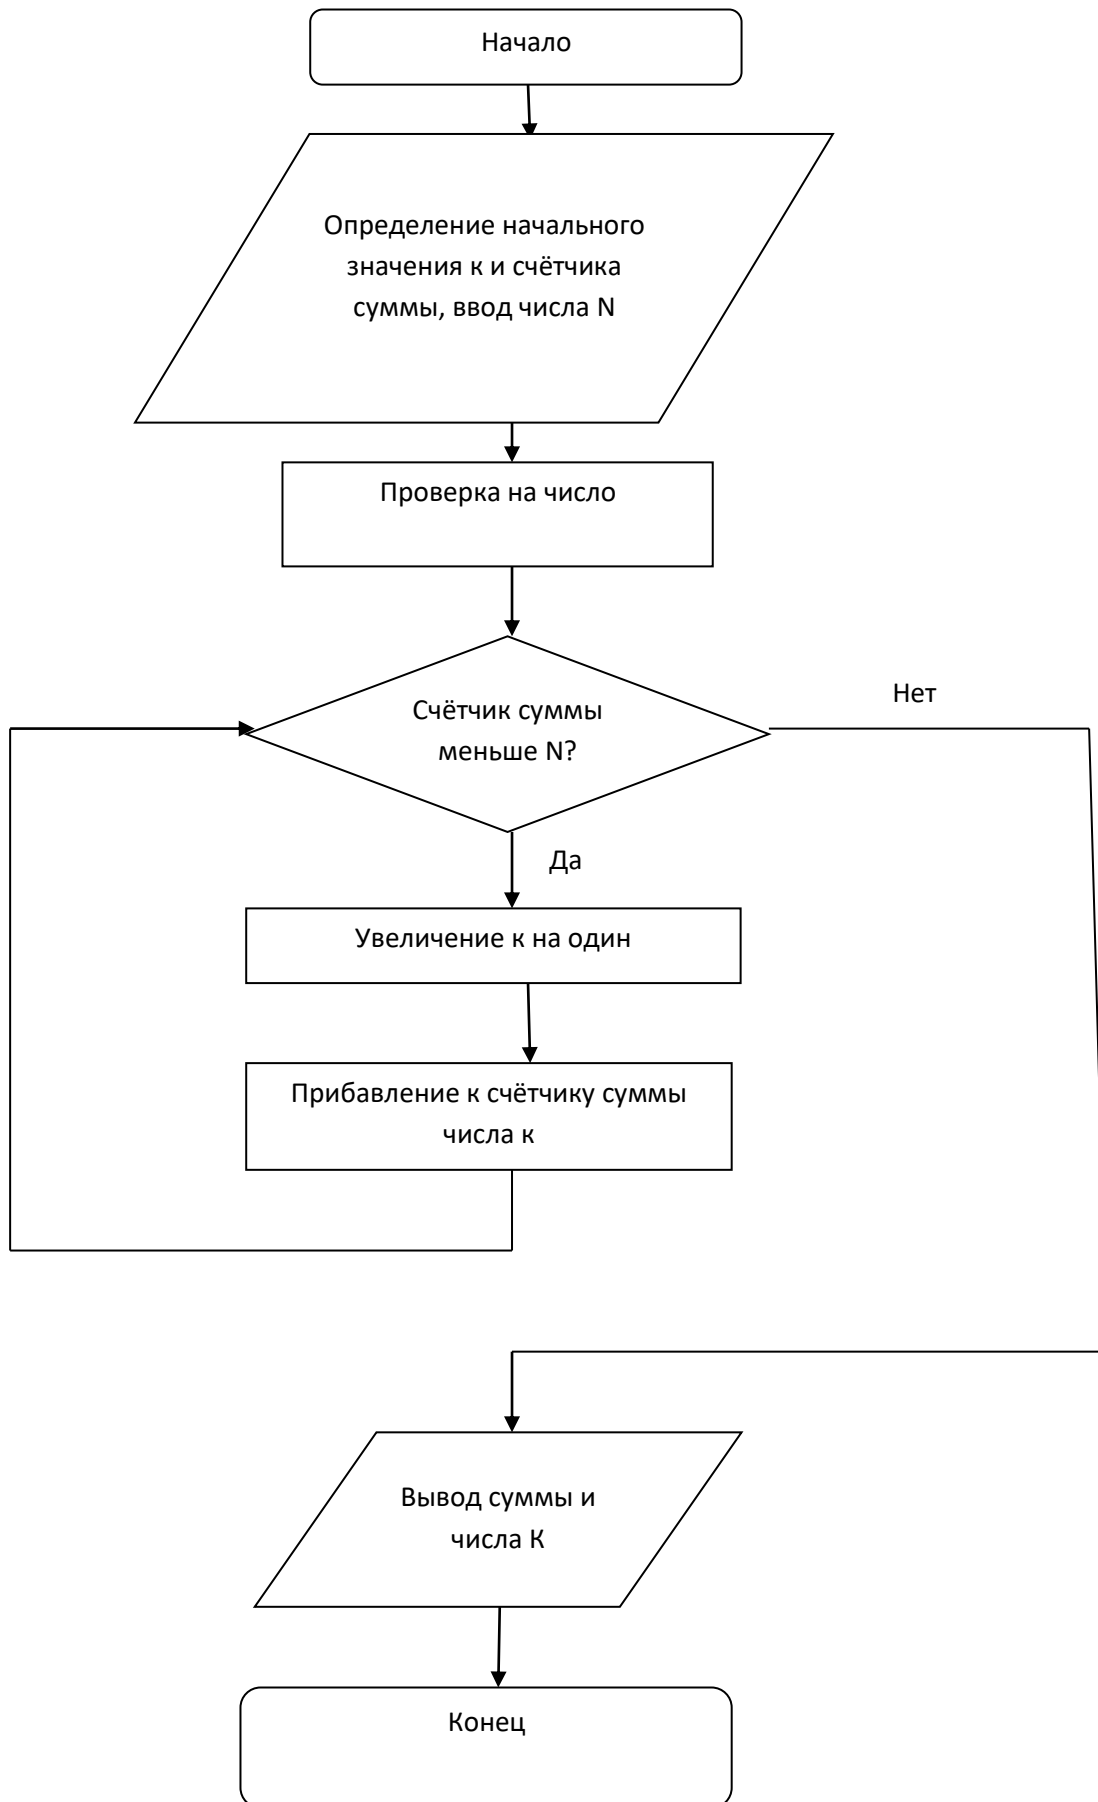 Начало
Определение начального
значения к и счётчика
суммы, ввод числа N
Проверка на число
Счётчик суммы
меньше N?
Нет
Да
Увеличение к на один
Прибавление к счётчику суммы
числа к
Вывод суммы и
числа К
Конец